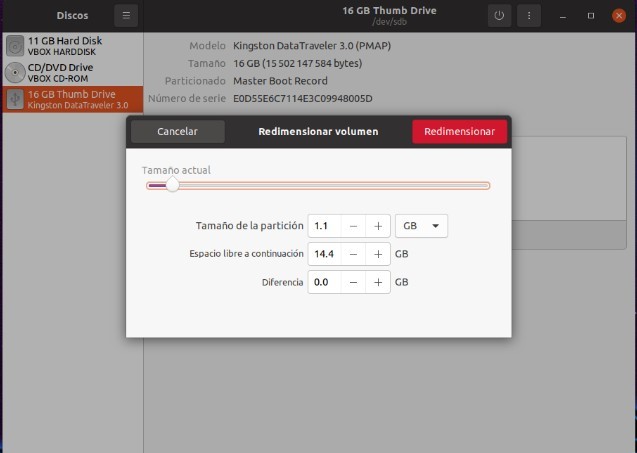 Discos
16 GB Thumb Drive
/dev/sdb
11 GB Hard Disk
VBOX HARDDISK
CD/DVD Drive
VBOX CD-ROM
16 GB Thumb Drive
Kingston DataTraveler 3.0
Modelo Kingston DataTraveler 3.0 (PMAP)
Tamaño 16 GB (15 502 147 584 bytes)
Particionado Master Boot Record
Número de serie E0D55E6C7114E3C09948005D
Cancelar Redimensionar volumen Redimensionar
Tamaño actual
Tamaño de la partición 1.1 − + GB
Espacio libre a continuación 14.4 − + GB
Diferencia 0.0 − + GB